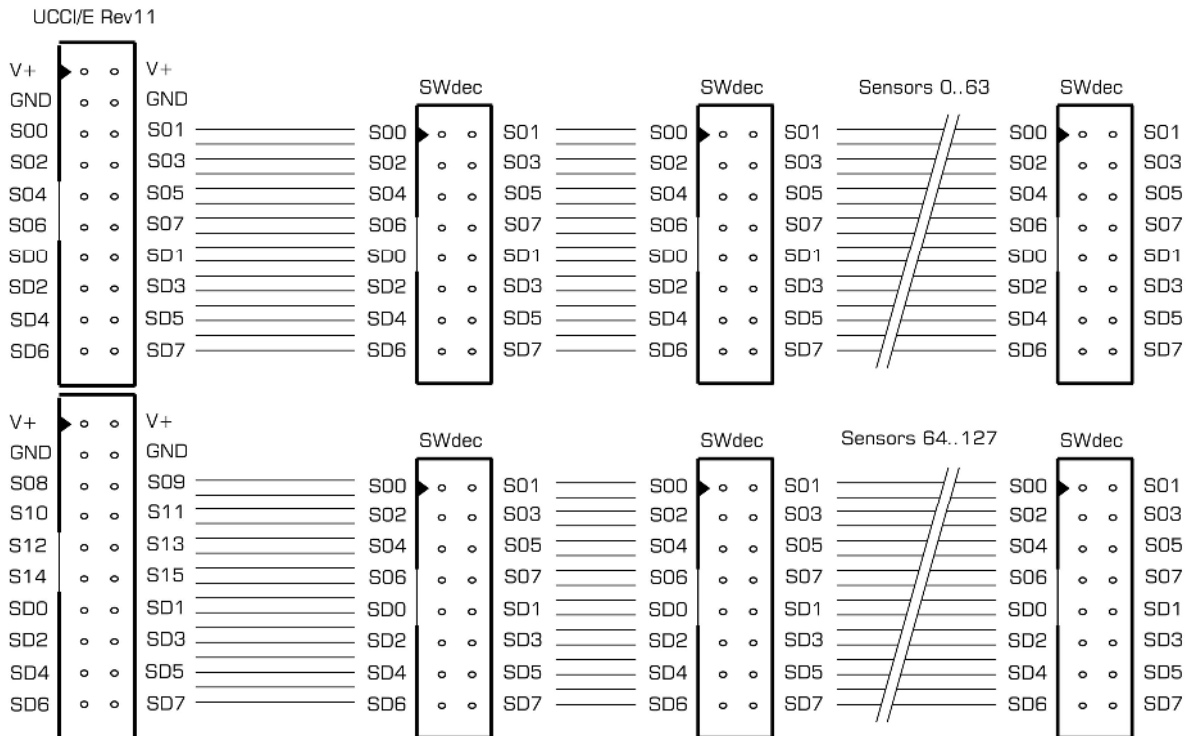 UCCI/E Rev11
V+ V+
GND GND SWdec SWdec Sensors 0..63 SWdec
S00 S01 S00 S01 S00 S01 S00 S01
S02 S03 S02 S03 S02 S03 S02 S03
S04 S05 S04 S05 S04 S05 S04 S05
S06 S07 S06 S07 S06 S07 S06 S07
SD0 SD1 SD0 SD1 SD0 SD1 SD0 SD1
SD2 SD3 SD2 SD3 SD2 SD3 SD2 SD3
SD4 SD5 SD4 SD5 SD4 SD5 SD4 SD5
SD6 SD7 SD6 SD7 SD6 SD7 SD6 SD7
V+ V+
SWdec SWdec Sensors 64..127 SWdec
GND GND
S08 S09 S00 S01 S00 S01 S00 S01
S10 S11 S02 S03 S02 S03 S02 S03
S12 S13 S04 S05 S04 S05 S04 S05
S14 S15 S06 S07 S06 S07 S06 S07
SD0 SD1 SD0 SD1 SD0 SD1 SD0 SD1
SD2 SD3 SD2 SD3 SD2 SD3 SD2 SD3
SD4 SD5 SD4 SD5 SD4 SD5 SD4 SD5
SD6 SD7 SD6 SD7 SD6 SD7 SD6 SD7